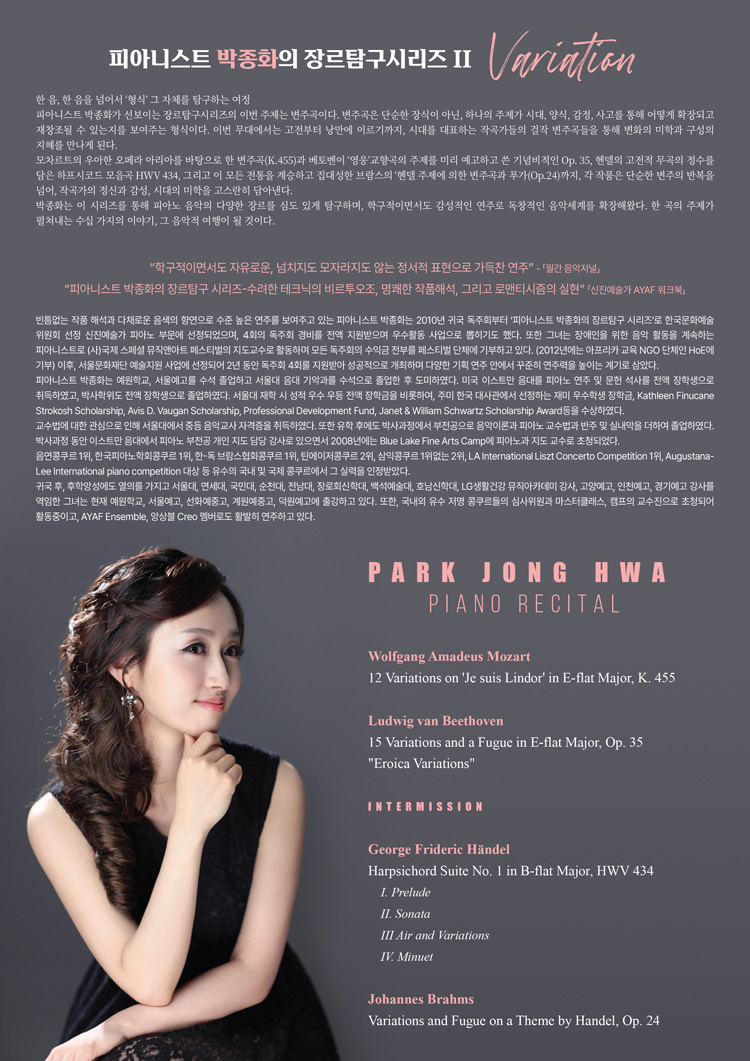 피아니스트 박종화의 장르탐구시리즈 II Variation
한 음, 한 음을 넘어서 '형식' 그 자체를 탐구하는 여정
피아니스트 박종화가 선보이는 장르탐구시리즈의 이번 주제는 변주곡이다. 변주곡은 단순한 장식이 아닌, 하나의 주제가 시대, 양식, 감정, 사고를 통해 어떻게 확장되고
재창조될 수 있는지를 보여주는 형식이다. 이번 무대에서는 고전부터 낭만에 이르기까지, 시대를 대표하는 작곡가들의 걸작 변주곡들을 통해 변화의 미학과 구성의
지혜를 만나게 된다.
모차르트의 우아한 오페라 아리아를 바탕으로 한 변주곡(K.455)과 베토벤이 '영웅'교향곡의 주제를 미리 예고하고 쓴 기념비적인 Op. 35, 헨델의 고전적 무곡의 정수를
담은 하프시코드 모음곡 HWV 434, 그리고 이 모든 전통을 계승하고 집대성한 브람스의 '헨델 주제에 의한 변주곡과 푸가(Op.24)까지, 각 작품은 단순한 변주의 반복을
넘어, 작곡가의 정신과 감성, 시대의 미학을 고스란히 담아낸다.
박종화는 이 시리즈를 통해 피아노 음악의 다양한 장르를 심도 있게 탐구하며, 학구적이면서도 감성적인 연주로 독창적인 음악세계를 확장해왔다. 한 곡의 주제가
펼쳐내는 수십 가지의 이야기, 그 음악적 여행이 될 것이다.
"학구적이면서도 자유로운, 넘치지도 모자라지도 않는 정서적 표현으로 가득찬 연주" - 「월간 음악저널」
"피아니스트 박종화의 장르탐구 시리즈-수려한 테크닉의 비르투오조, 명쾌한 작품해석, 그리고 로맨티시즘의 실현" 「신진예술가 AYAF 워크북」
빈틈없는 작품 해석과 다채로운 음색의 향연으로 수준 높은 연주를 보여주고 있는 피아니스트 박종화는 2010년 귀국 독주회부터 '피아니스트 박종화의 장르탐구 시리즈'로 한국문화예술
위원회 선정 신진예술가 피아노 부문에 선정되었으며, 4회의 독주회 경비를 전액 지원받으며 우수활동 사업으로 뽑히기도 했다. 또한 그녀는 장애인을 위한 음악 활동을 계속하는
피아니스트로 (사)국제 스페셜 뮤직앤아트 페스티벌의 지도교수로 활동하며 모든 독주회의 수익금 전부를 페스티벌 단체에 기부하고 있다. (2012년에는 아프리카 교육 NGO 단체인 HoE에
기부) 이후, 서울문화재단 예술지원 사업에 선정되어 2년 동안 독주회 4회를 지원받아 성공적으로 개최하며 다양한 기획 연주 안에서 꾸준히 연주력을 높이는 계기로 삼았다.
피아니스트 박종화는 예원학교, 서울예고를 수석 졸업하고 서울대 음대 기악과를 수석으로 졸업한 후 도미하였다. 미국 이스트만 음대를 피아노 연주 및 문헌 석사를 전액 장학생으로
취득하였고, 박사학위도 전액 장학생으로 졸업하였다. 서울대 재학 시 성적 우수 우등 전액 장학금을 비롯하여, 주미 한국 대사관에서 선정하는 재미 우수학생 장학금, Kathleen Finucane
Strokosh Scholarship, Avis D. Vaugan Scholarship, Professional Development Fund, Janet & William Schwartz Scholarship Award등을 수상하였다.
교수법에 대한 관심으로 인해 서울대에서 중등 음악교사 자격증을 취득하였다. 또한 유학 후에도 박사과정에서 부전공으로 음악이론과 피아노 교수법과 반주 및 실내악을 더하여 졸업하였다.
박사과정 동안 이스트만 음대에서 피아노 부전공 개인 지도 담당 강사로 있으면서 2008년에는 Blue Lake Fine Arts Camp에 피아노과 지도 교수로 초청되었다.
음연콩쿠르 1위, 한국피아노학회콩쿠르 1위, 한-독 브람스협회콩쿠르 1위, 틴에이저콩쿠르 2위, 삼익콩쿠르 1위없는 2위, LA International Liszt Concerto Competition 1위, Augustana-
Lee International piano competition 대상 등 유수의 국내 및 국제 콩쿠르에서 그 실력을 인정받았다.
귀국 후, 후학양성에도 열의를 가지고 서울대, 연세대, 국민대, 순천대, 전남대, 장로회신학대, 백석예술대, 호남신학대, LG생활건강 뮤직아카데미 강사, 고양예고, 인천예고, 경기예고 강사를
역임한 그녀는 현재 예원학교, 서울예고, 선화예중고, 계원예중고, 덕원예고에 출강하고 있다. 또한, 국내외 유수 저명 콩쿠르들의 심사위원과 마스터클래스, 캠프의 교수진으로 초청되어
활동중이고, AYAF Ensemble, 앙상블 Creo 멤버로도 활발히 연주하고 있다.
PARK JONG HWA
PIANO RECITAL
Wolfgang Amadeus Mozart
12 Variations on 'Je suis Lindor' in E-flat Major, K. 455
Ludwig van Beethoven
15 Variations and a Fugue in E-flat Major, Op. 35
"Eroica Variations"
INTERMISSION
George Frideric Händel
Harpsichord Suite No. 1 in B-flat Major, HWV 434
I. Prelude
II. Sonata
III Air and Variations
IV. Minuet
Johannes Brahms
Variations and Fugue on a Theme by Handel, Op. 24